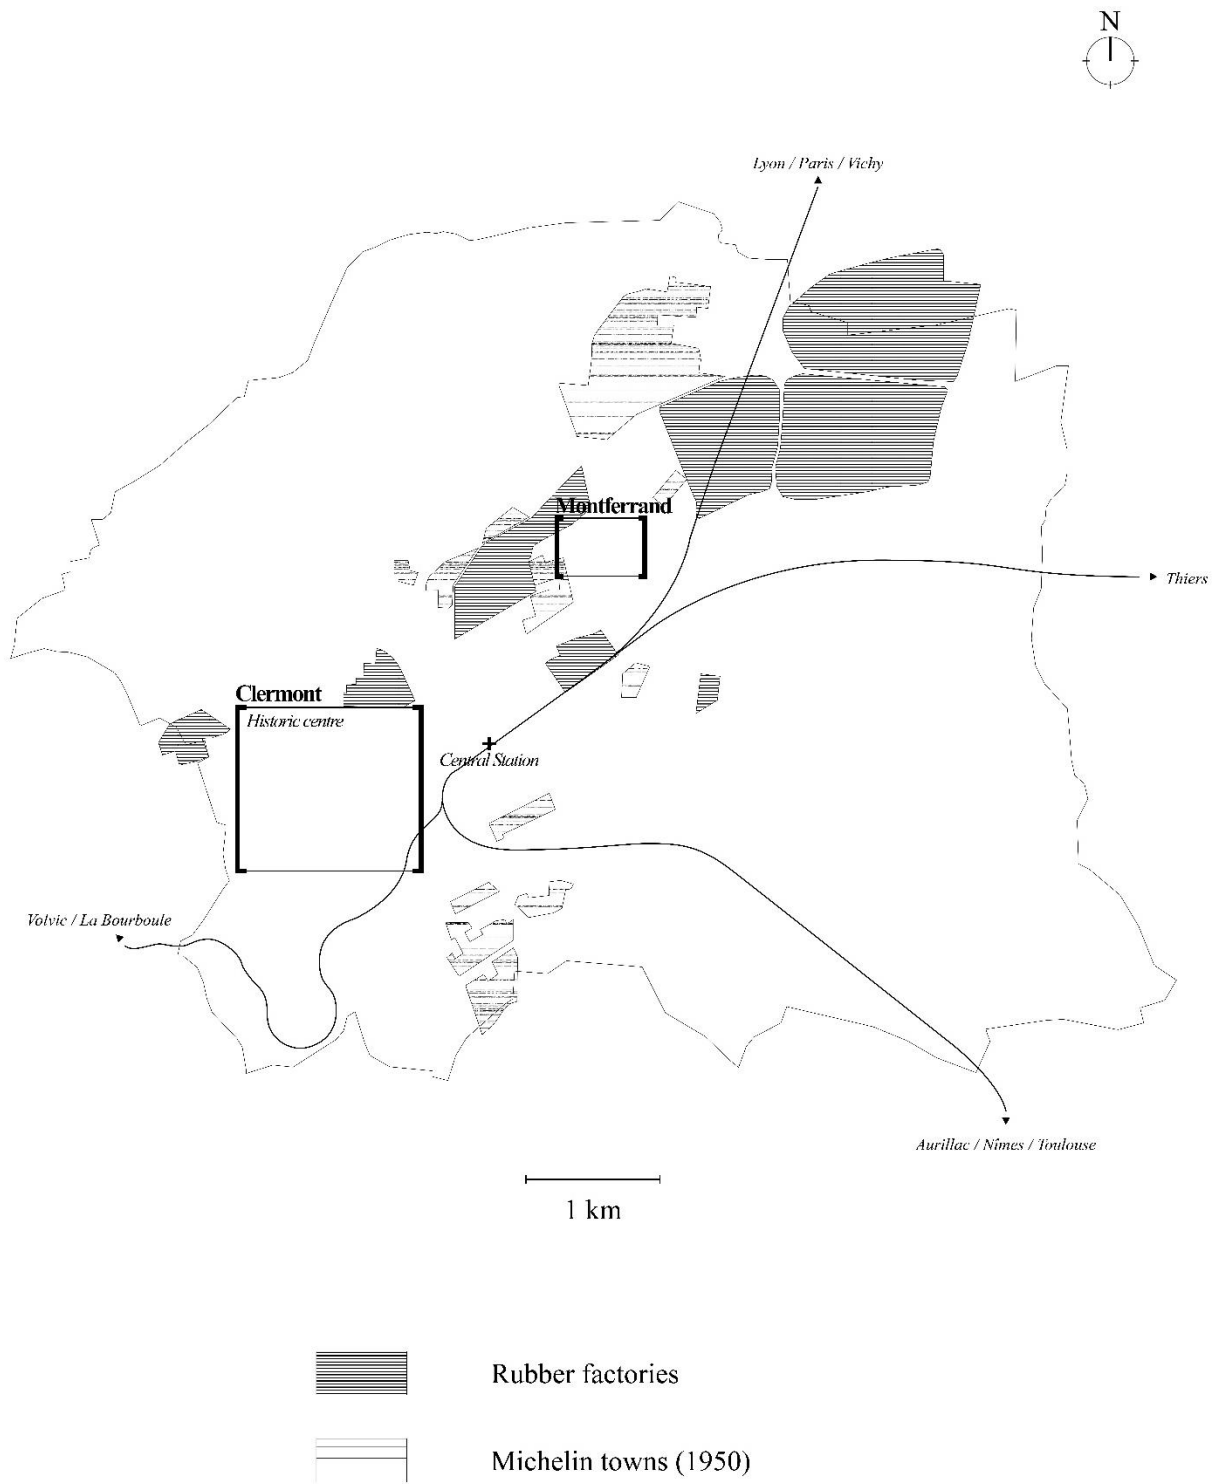 N
Lyon / Paris / Vichy
Montferrand
Thiers
Clermont
Historic centre
Central Station
Volvic / La Bourboule
Aurillac / Nîmes / Toulouse
1 km
Rubber factories
Michelin towns (1950)